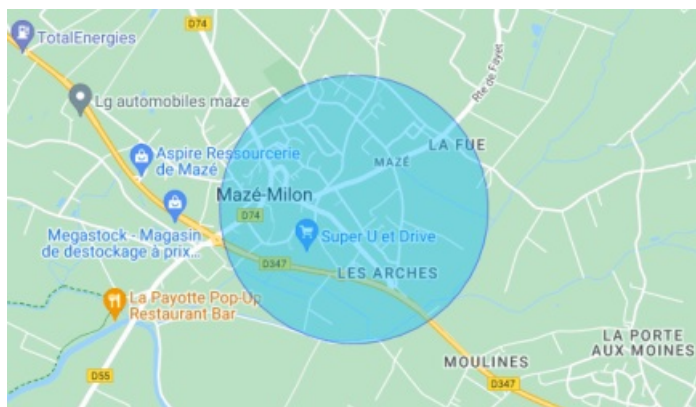 D74
TotalEnergies
Rte de Fayet
Lg automobiles maze
LA FUE
Aspire Ressourcerie
de Mazé
MAZÉ
Mazé-Milon
D74
Super U et Drive
Megastock - Magasin
de destockage à prix...
D347
LES ARCHES
La Payotte Pop-Up
Restaurant Bar
LA PORTE
AUX MOINES
MOULINES
D55
D347